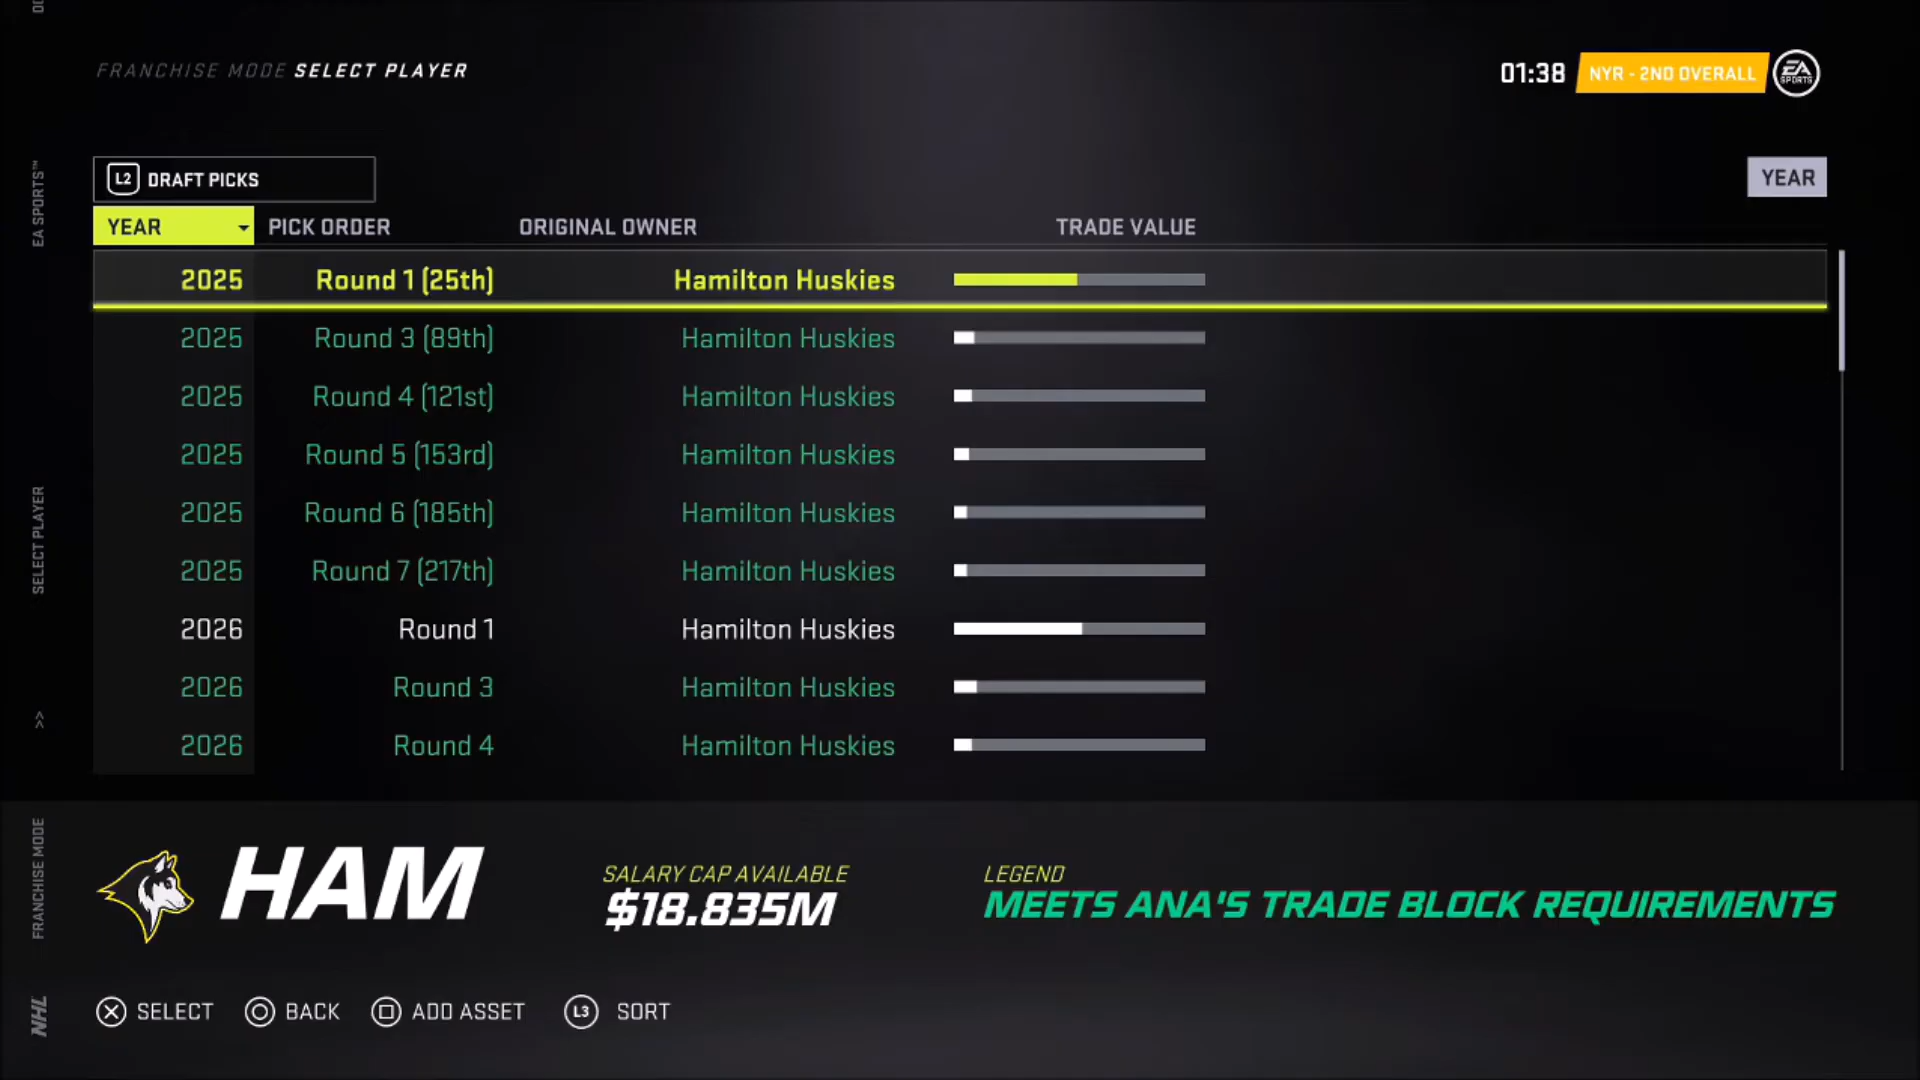 FRANCHISE MODE SELECT PLAYER
01:38 NYR - 2ND OVERALL EA SPORTS
L2 DRAFT PICKS
YEAR
YEAR PICK ORDER ORIGINAL OWNER TRADE VALUE
2025 Round 1 (25th) Hamilton Huskies
2025 Round 3 (89th) Hamilton Huskies
2025 Round 4 (121st) Hamilton Huskies
2025 Round 5 (153rd) Hamilton Huskies
2025 Round 6 (185th) Hamilton Huskies
2025 Round 7 (217th) Hamilton Huskies
2026 Round 1 Hamilton Huskies
2026 Round 3 Hamilton Huskies
2026 Round 4 Hamilton Huskies
HAM
SALARY CAP AVAILABLE
$18.835M
LEGEND
MEETS ANA'S TRADE BLOCK REQUIREMENTS
SELECT BACK ADD ASSET L3 SORT
EA SPORTS™
SELECT PLAYER
>>
FRANCHISE MODE
NHL